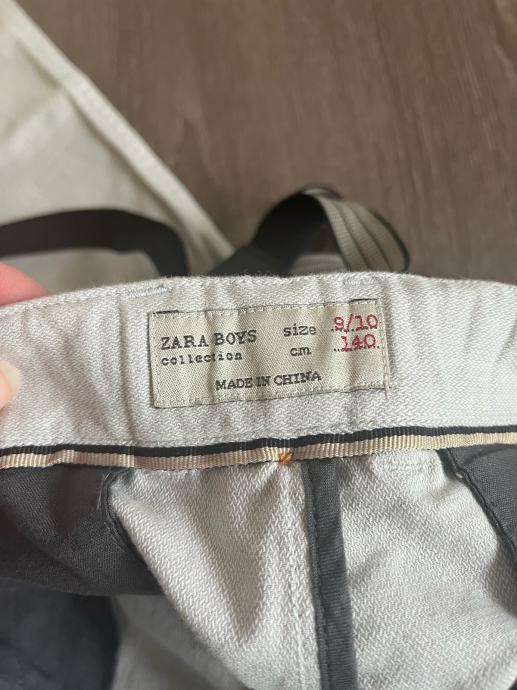 ZARA BOYS size 9/10
collection cm 140
MADE IN CHINA